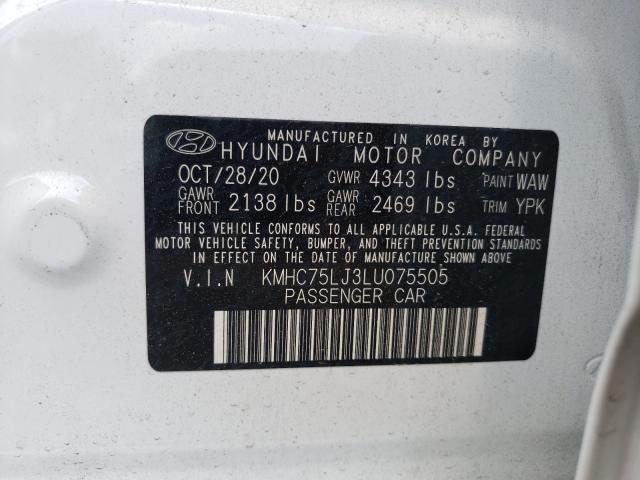 MANUFACTURED IN KOREA BY
HYUNDAI MOTOR COMPANY
OCT/28/20 GVWR 4343 lbs PAINT WAW
GAWR FRONT 2138 lbs GAWR REAR 2469 lbs TRIM YPK
THIS VEHICLE CONFORMS TO ALL APPLICABLE U.S.A. FEDERAL
MOTOR VEHICLE SAFETY, BUMPER, AND THEFT PREVENTION STANDARDS
IN EFFECT ON THE DATE OF MANUFACTURE SHOWN ABOVE.
V.I.N KMHC75LJ3LU075505
PASSENGER CAR